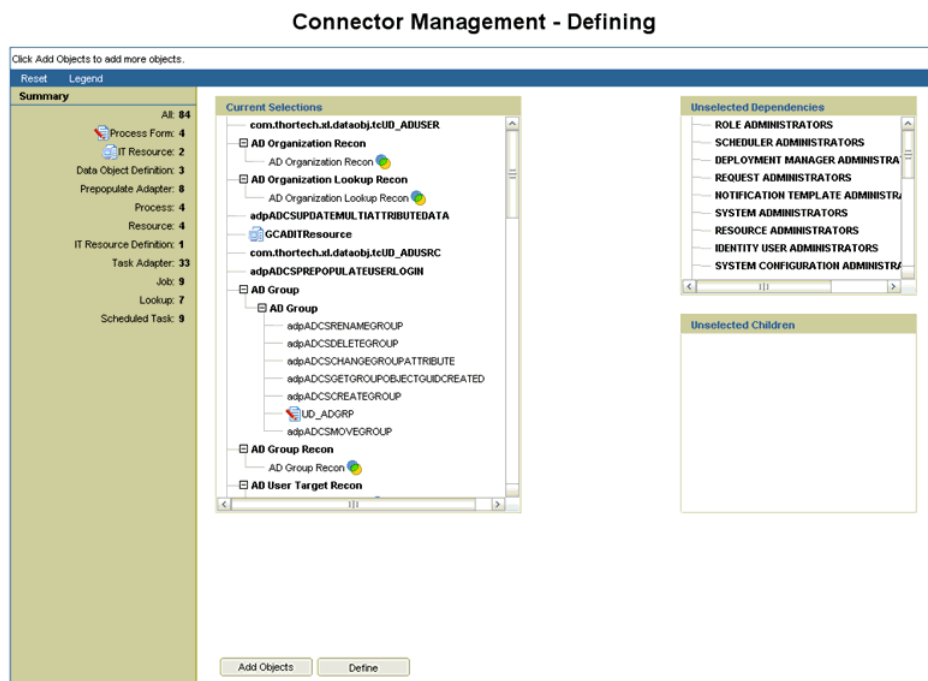 Connector Management - Defining
Click Add Objects to add more objects.
Reset Legend
Summary
All: 84
Process Form: 4
IT Resource: 2
Data Object Definition: 3
Prepopulate Adapter: 8
Process: 4
Resource: 4
IT Resource Definition: 1
Task Adapter: 33
Job: 9
Lookup: 7
Scheduled Task: 9
Current Selections
com.thortech.xl.dataobj.tcUD_ADUSER
AD Organization Recon
AD Organization Recon
AD Organization Lookup Recon
AD Organization Lookup Recon
adpADCSUPDATEMULTIATTRIBUTEDATA
GCADITResource
com.thortech.xl.dataobj.tcUD_ADUSRC
adpADCSPREPOPULATEUSERLOGIN
AD Group
AD Group
adpADCSRENAMEGROUP
adpADCSDELETEGROUP
adpADCSCHANGEGROUPATTRIBUTE
adpADCSGETGROUPOBJECTGUIDCREATED
adpADCSCREATEGROUP
UD_ADGRP
adpADCSMOVEGROUP
AD Group Recon
AD Group Recon
AD User Target Recon
Unselected Dependencies
ROLE ADMINISTRATORS
SCHEDULER ADMINISTRATORS
DEPLOYMENT MANAGER ADMINISTRA
REQUEST ADMINISTRATORS
NOTIFICATION TEMPLATE ADMINISTR
SYSTEM ADMINISTRATORS
RESOURCE ADMINISTRATORS
IDENTITY USER ADMINISTRATORS
SYSTEM CONFIGURATION ADMINISTRA
Unselected Children
Add Objects
Define